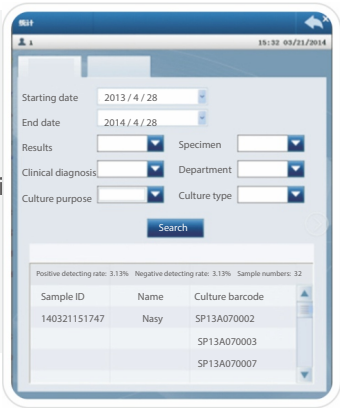 统计
1 15:32 03/21/2014
Starting date 2013 / 4 / 28
End date 2014 / 4 / 28
Results Specimen
Clinical diagnosis Department
Culture purpose Culture type
Search
Positive detecting rate: 3.13% Negative detecting rate: 3.13% Sample numbers: 32
Sample ID Name Culture barcode
140321151747 Nasy SP13A070002
SP13A070003
SP13A070007